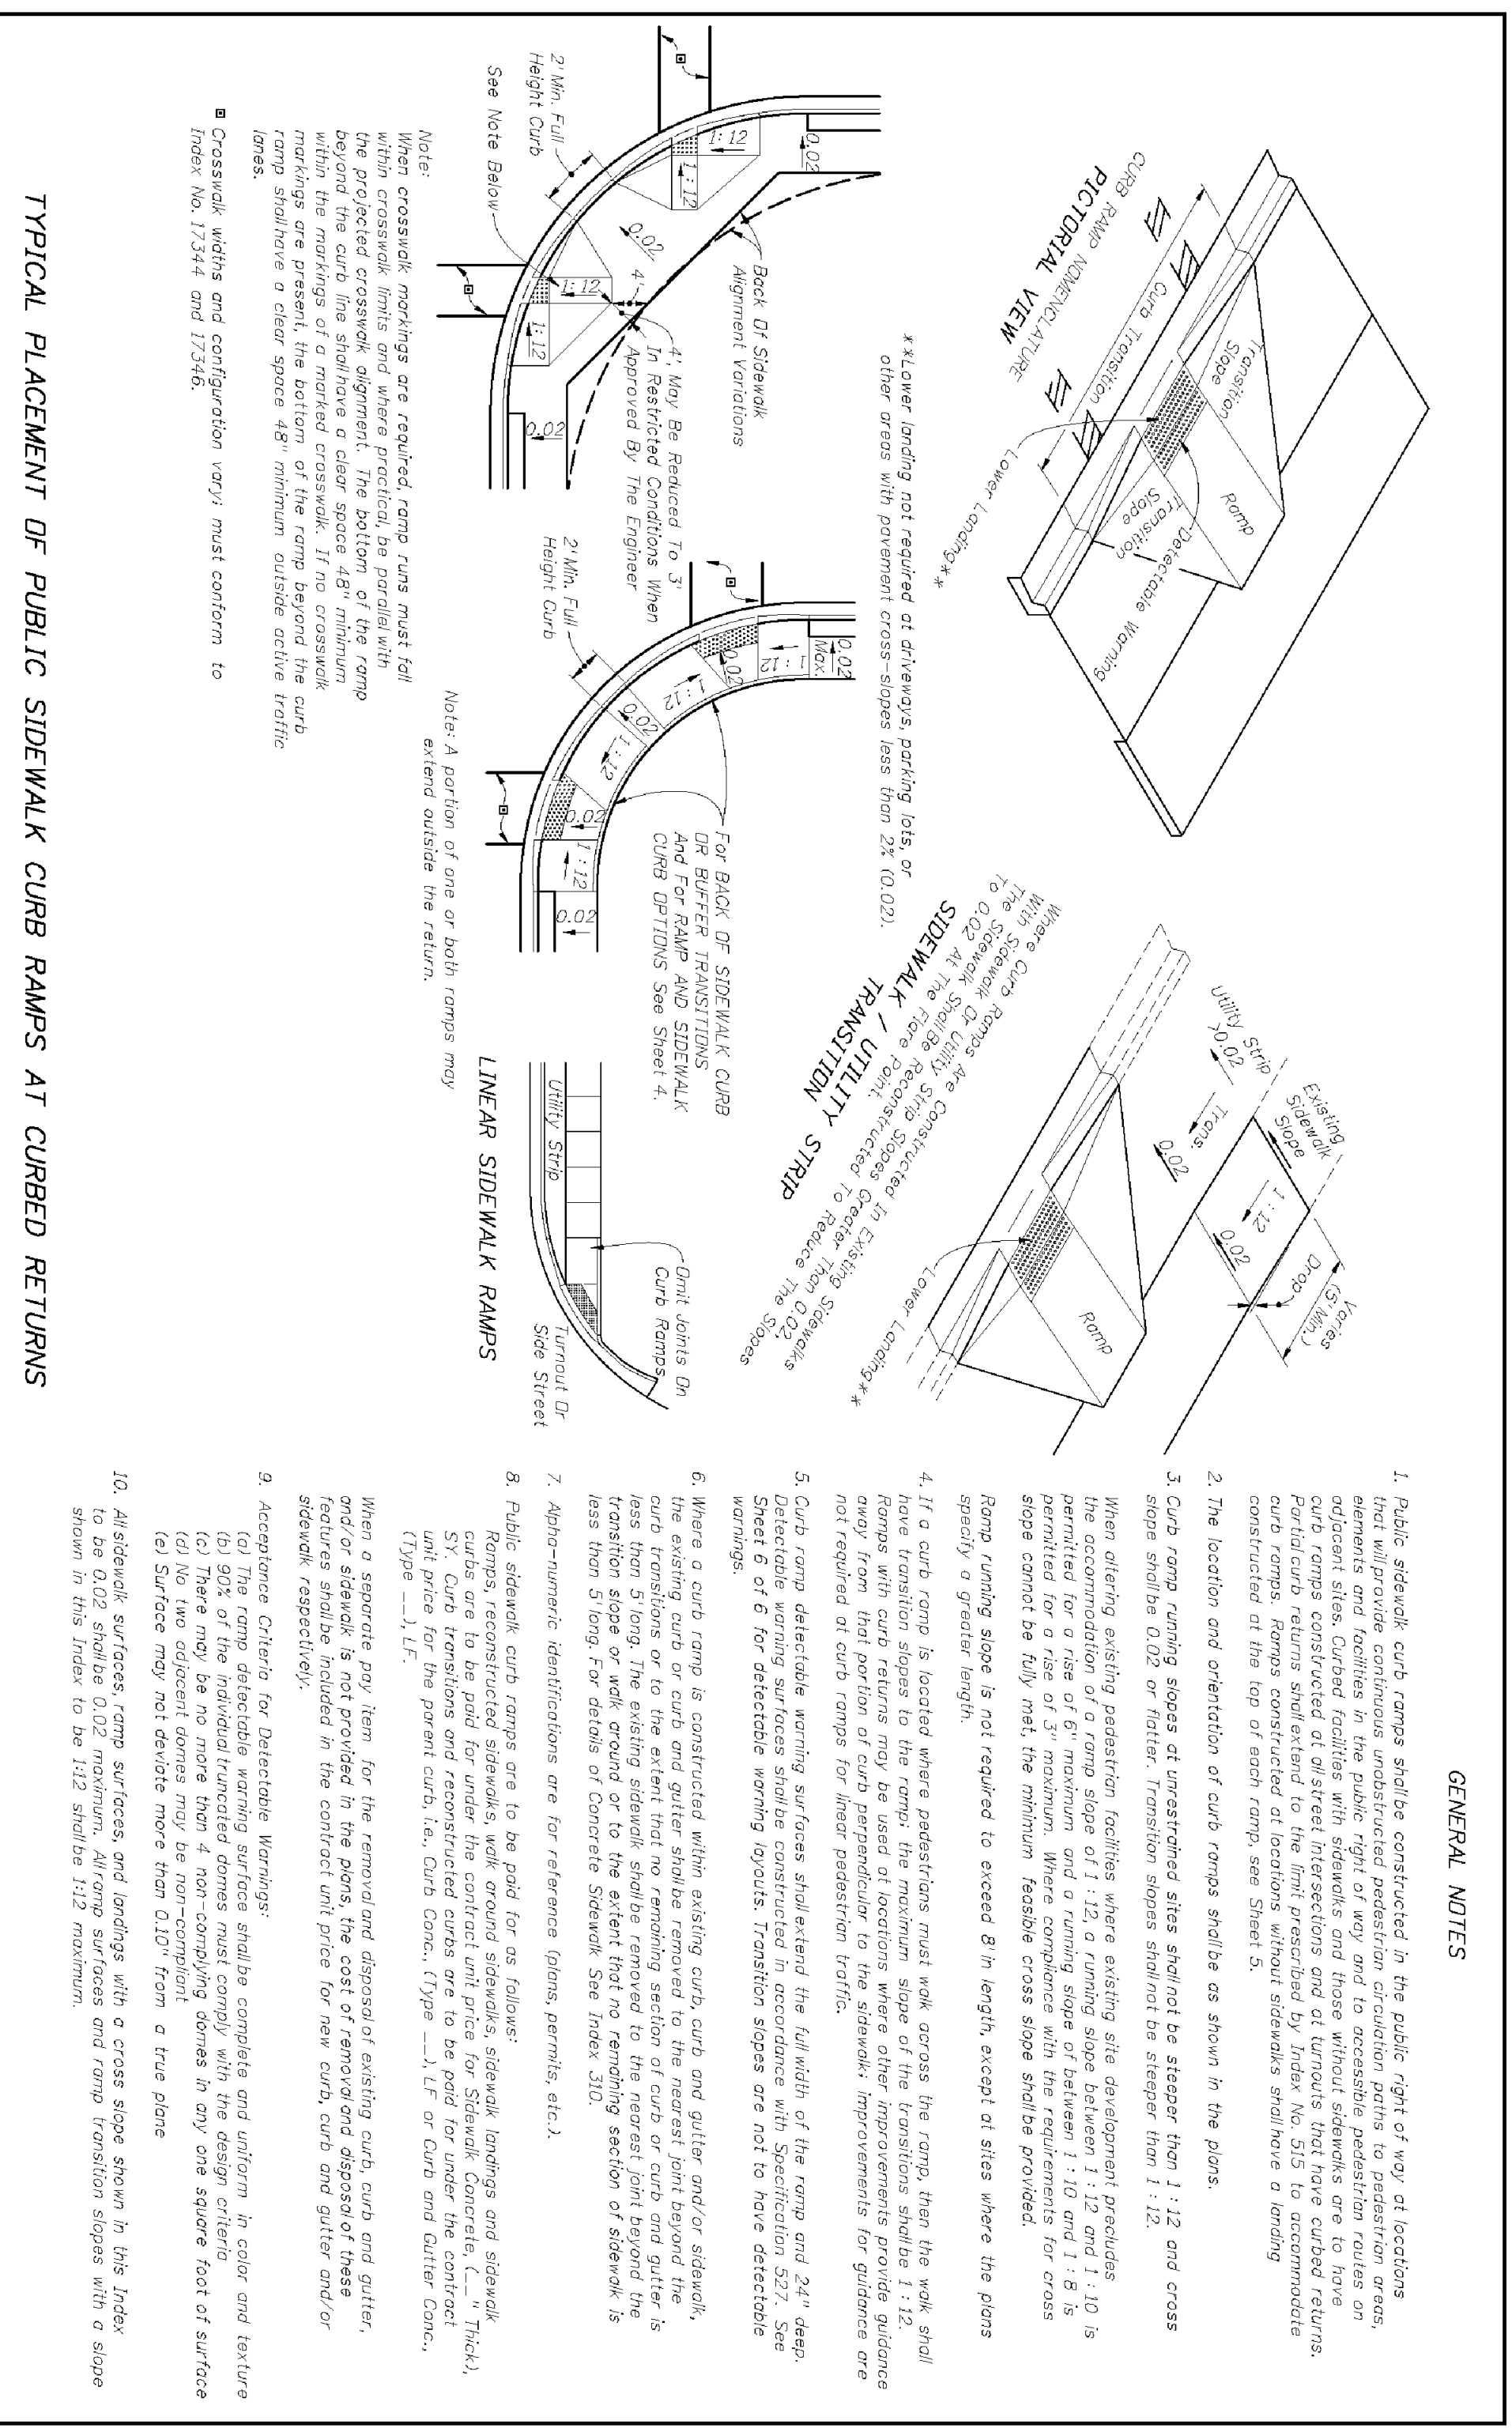 GENERAL NOTES
1. Public sidewalk curb ramps shall be constructed in the public right of way at locations
that will provide continuous unobstructed pedestrian circulation paths to pedestrian areas,
elements and facilities in the public right of way and to accessible pedestrian routes on
adjacent sites. Curbed facilities with sidewalks and those without sidewalks are to have
curb ramps constructed at all street intersections and at turnouts that have curbed returns.
Partial curb returns shall extend to the limit prescribed by Index No. 515 to accommodate
curb ramps. Ramps constructed at locations without sidewalks shall have a landing
constructed at the top of each ramp, see Sheet 5.
2. The location and orientation of curb ramps shall be as shown in the plans.
3. Curb ramp running slopes at unrestrained sites shall not be steeper than 1 : 12 and cross
slope shall be 0.02 or flatter. Transition slopes shall not be steeper than 1 : 12.
When altering existing pedestrian facilities where existing site development precludes
the accommodation of a ramp slope of 1 : 12, a running slope between 1 : 12 and 1 : 10 is
permitted for a rise of 6" maximum and a running slope of between 1 : 10 and 1 : 8 is
permitted for a rise of 3" maximum. Where compliance with the requirements for cross
slope cannot be fully met, the minimum feasible cross slope shall be provided.
Ramp running slope is not required to exceed 8' in length, except at sites where the plans
specify a greater length.
4. If a curb ramp is located where pedestrians must walk across the ramp, then the walk shall
have transition slopes to the ramp; the maximum slope of the transitions shall be 1 : 12.
Ramps with curb returns may be used at locations where other improvements provide guidance
away from that portion of curb perpendicular to the sidewalk; improvements for guidance are
not required at curb ramps for linear pedestrian traffic.
5. Curb ramp detectable warning surfaces shall extend the full width of the ramp and 24" deep.
Detectable warning surfaces shall be constructed in accordance with Specification 527. See
Sheet 6 of 6 for detectable warning layouts. Transition slopes are not to have detectable
warnings.
6. Where a curb ramp is constructed within existing curb, curb and gutter and/or sidewalk,
the existing curb or curb and gutter shall be removed to the nearest joint beyond the
curb transitions or to the extent that no remaining section of curb or curb and gutter is
less than 5' long. The existing sidewalk shall be removed to the nearest joint beyond the
transition slope or walk around or to the extent that no remaining section of sidewalk is
less than 5' long. For details of Concrete Sidewalk See Index 310.
7. Alpha-numeric identifications are for reference (plans, permits, etc.).
8. Public sidewalk curb ramps are to be paid for as follows:
Ramps, reconstructed sidewalks, walk around sidewalks, sidewalk landings and sidewalk
curbs are to be paid for under the contract unit price for Sidewalk Concrete, (__ " Thick),
SY. Curb transitions and reconstructed curbs are to be paid for under the contract
unit price for the parent curb, i.e., Curb Conc., (Type __), LF or Curb and Gutter Conc.,
(Type __), LF.
When a separate pay item for the removal and disposal of existing curb, curb and gutter,
and/or sidewalk is not provided in the plans, the cost of removal and disposal of these
features shall be included in the contract unit price for new curb, curb and gutter and/or
sidewalk respectively.
9. Acceptance Criteria for Detectable Warnings:
(a) The ramp detectable warning surface shall be complete and uniform in color and texture
(b) 90% of the individual truncated domes must comply with the design criteria
(c) There may be no more than 4 non-complying domes in any one square foot of surface
(d) No two adjacent domes may be non-compliant
(e) Surface may not deviate more than 0.10" from a true plane
10. All sidewalk surfaces, ramp surfaces, and landings with a cross slope shown in this Index
to be 0.02 shall be 0.02 maximum. All ramp surfaces and ramp transition slopes with a slope
shown in this Index to be 1:12 shall be 1:12 maximum.
Curb Transition
Transition
Slope
Ramp
Transition
Slope
Detectable Warning
Lower Landing**
PICTORIAL VIEW
CURB RAMP NOMENCLATURE
**Lower landing not required at driveways, parking lots, or
other areas with pavement cross-slopes less than 2% (0.02).
Utility Strip
>0.02
Existing
Sidewalk
Slope
Trans.
0.02
1 : 12
0.02
Drop
Varies
(5' Min.)
Ramp
Lower Landing**
SIDEWALK / UTILITY STRIP
TRANSITION
Where Curb Ramps Are Constructed In Existing Sidewalks
With Sidewalk Or Utility Strip Slopes Greater Than 0.02,
The Sidewalk Shall Be Reconstructed To Reduce The Slopes
To 0.02 At The Flare Point.
0.02
1: 12
1: 12
2' Min. Full
Height Curb
See Note Below
0.02
4'
1: 12
1: 12
0.02
Back Of Sidewalk
Alignment Variations
4', May Be Reduced To 3'
In Restricted Conditions When
Approved By The Engineer
Note:
When crosswalk markings are required, ramp runs must fall
within crosswalk limits and where practical, be parallel with
the projected crosswalk alignment. The bottom of the ramp
beyond the curb line shall have a clear space 48" minimum
within the markings of a marked crosswalk. If no crosswalk
markings are present, the bottom of the ramp beyond the curb
ramp shall have a clear space 48" minimum outside active traffic
lanes.
Crosswalk widths and configuration vary; must conform to
Index No. 17344 and 17346.
0.02
Max.
1 : 12
0.02
1 : 12
0.02
1 : 12
0.02
1 : 12
0.02
2' Min. Full
Height Curb
For BACK OF SIDEWALK CURB
OR BUFFER TRANSITIONS
And For RAMP AND SIDEWALK
CURB OPTIONS See Sheet 4.
Note: A portion of one or both ramps may
extend outside the return.
Utility Strip
Omit Joints On
Curb Ramps
Turnout Or
Side Street
LINEAR SIDEWALK RAMPS
TYPICAL PLACEMENT OF PUBLIC SIDEWALK CURB RAMPS AT CURBED RETURNS